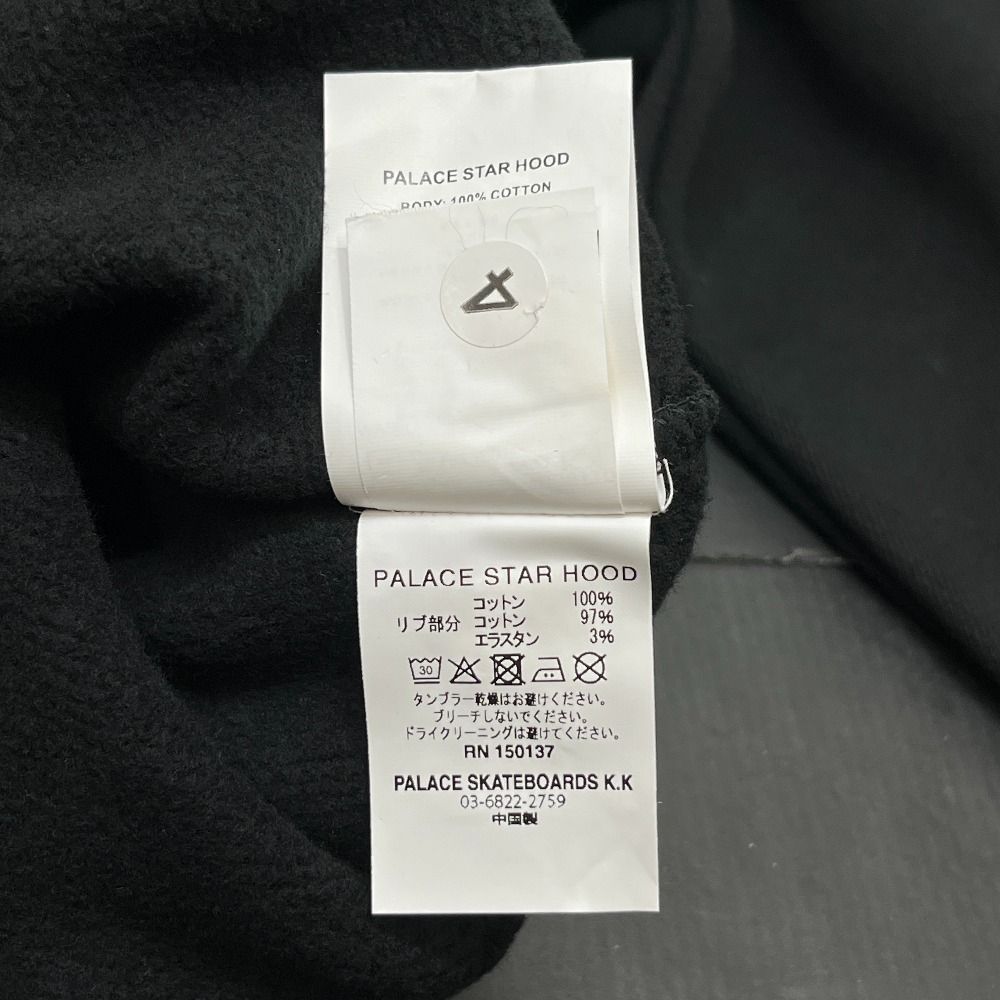 PALACE STAR HOOD
BODY: 100% COTTON
PALACE STAR HOOD
コットン 100%
リブ部分 コットン 97%
エラスタン 3%
30
タンブラー乾燥はお避けください。
ブリーチしないでください。
ドライクリーニングは避けてください。
RN 150137
PALACE SKATEBOARDS K.K
03-6822-2759
中国製